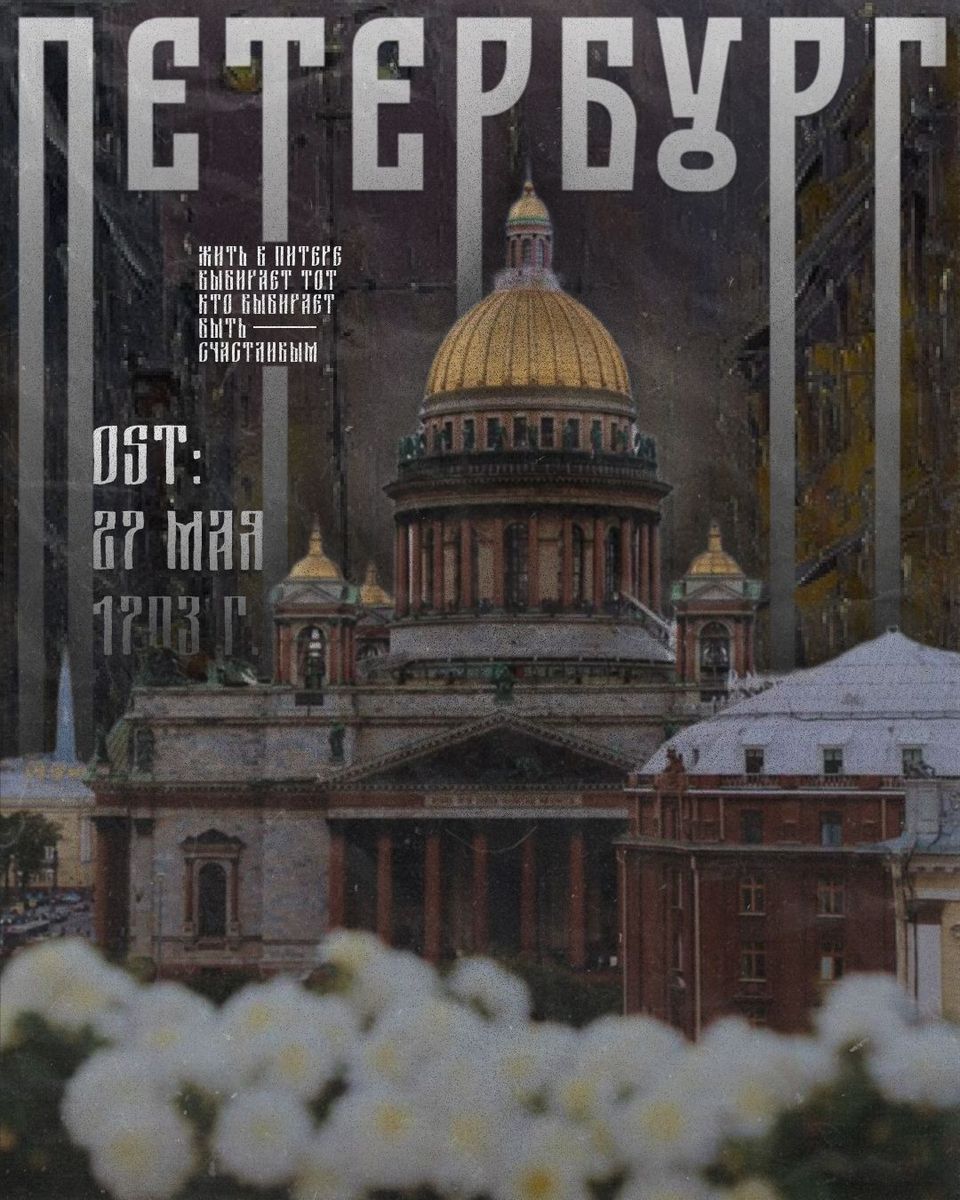 ПЕТЕРБУРГ
ЖИТЬ В ПИТЕРЕ
ВЫБИРАЕТ ТОТ
КТО ВЫБИРАЕТ
БЫТЬ —
СЧАСТЛИВЫМ
OST:
27 МАЯ
1703 Г.